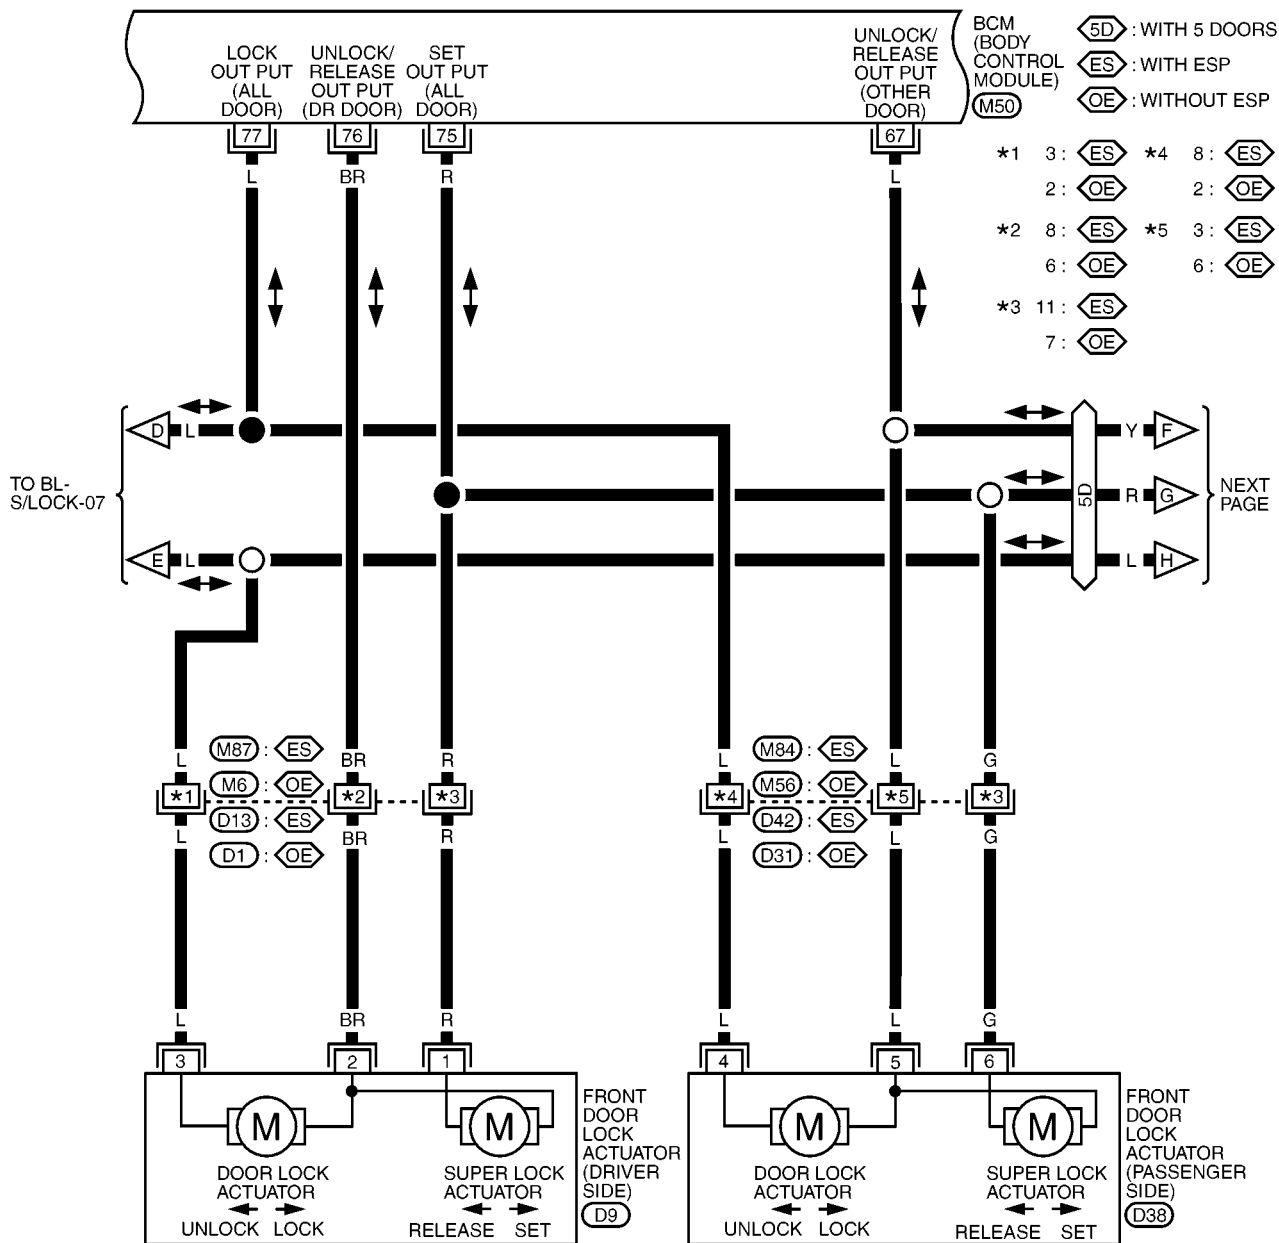 LOCK
OUT PUT
(ALL
DOOR)
UNLOCK/
RELEASE
OUT PUT
(DR DOOR)
SET
OUT PUT
(ALL
DOOR)
UNLOCK/
RELEASE
OUT PUT
(OTHER
DOOR)
BCM
(BODY
CONTROL
MODULE)
M50
5D : WITH 5 DOORS
ES : WITH ESP
OE : WITHOUT ESP
77 76 75 67
L BR R L
*1 3 : ES *4 8 : ES
2 : OE 2 : OE
*2 8 : ES *5 3 : ES
6 : OE 6 : OE
*3 11 : ES
7 : OE
TO BL-
S/LOCK-07
D L
E L
5D
Y F
R G
L H
NEXT
PAGE
M87 : ES
M6 : OE
D13 : ES
D1 : OE
M84 : ES
M56 : OE
D42 : ES
D31 : OE
L BR R L L G
*1 *2 *3 *4 *5 *3
L BR R L L G
L BR R L L G
3 2 1 4 5 6
M M
DOOR LOCK
ACTUATOR
UNLOCK LOCK
SUPER LOCK
ACTUATOR
RELEASE SET
FRONT
DOOR
LOCK
ACTUATOR
(DRIVER
SIDE)
D9
M M
DOOR LOCK
ACTUATOR
UNLOCK LOCK
SUPER LOCK
ACTUATOR
RELEASE SET
FRONT
DOOR
LOCK
ACTUATOR
(PASSENGER
SIDE)
D38